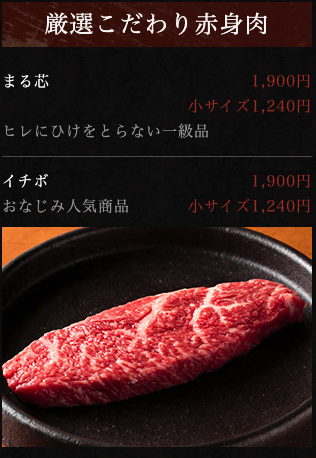 厳選こだわり赤身肉
まる芯 1,900円
小サイズ1,240円
ヒレにひけをとらない一級品
イチボ 1,900円
おなじみ人気商品 小サイズ1,240円